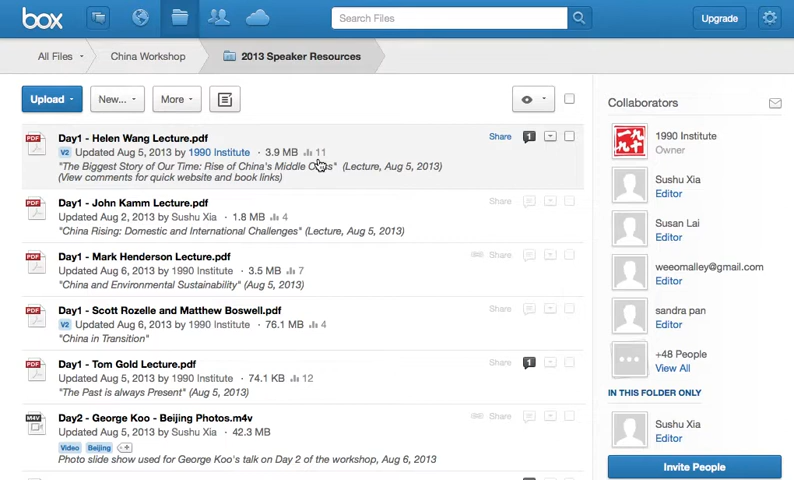 box
Search Files
Upgrade
All Files
China Workshop
2013 Speaker Resources
Upload
New...
More
Day1 - Helen Wang Lecture.pdf
Share
1
V2 Updated Aug 5, 2013 by 1990 Institute · 3.9 MB 11
"The Biggest Story of Our Time: Rise of China's Middle (Lecture, Aug 5, 2013)
(View comments for quick website and book links)
Day1 - John Kamm Lecture.pdf
Share
Updated Aug 2, 2013 by Sushu Xia · 1.8 MB 4
"China Rising: Domestic and International Challenges" (Lecture, Aug 5, 2013)
Day1 - Mark Henderson Lecture.pdf
Share
Updated Aug 6, 2013 by 1990 Institute · 3.5 MB 7
"China and Environmental Sustainability" (Aug 5, 2013)
Day1 - Scott Rozelle and Matthew Boswell.pdf
Share
V2 Updated Aug 6, 2013 by 1990 Institute · 76.1 MB 4
"China in Transition"
Day1 - Tom Gold Lecture.pdf
Share
1
Updated Aug 5, 2013 by 1990 Institute · 74.1 KB 12
"The Past is always Present" (Aug 5, 2013)
Day2 - George Koo - Beijing Photos.m4v
Share
Updated Aug 5, 2013 by Sushu Xia · 42.3 MB
Video Beijing
Photo slide show used for George Koo's talk on Day 2 of the workshop, Aug 6, 2013
PDF
PDF
PDF
PDF
PDF
M4V
Collaborators
1990 Institute
Owner
Sushu Xia
Editor
Susan Lai
Editor
weeomalley@gmail.com
Editor
sandra pan
Editor
+48 People
View All
IN THIS FOLDER ONLY
Sushu Xia
Editor
Invite People